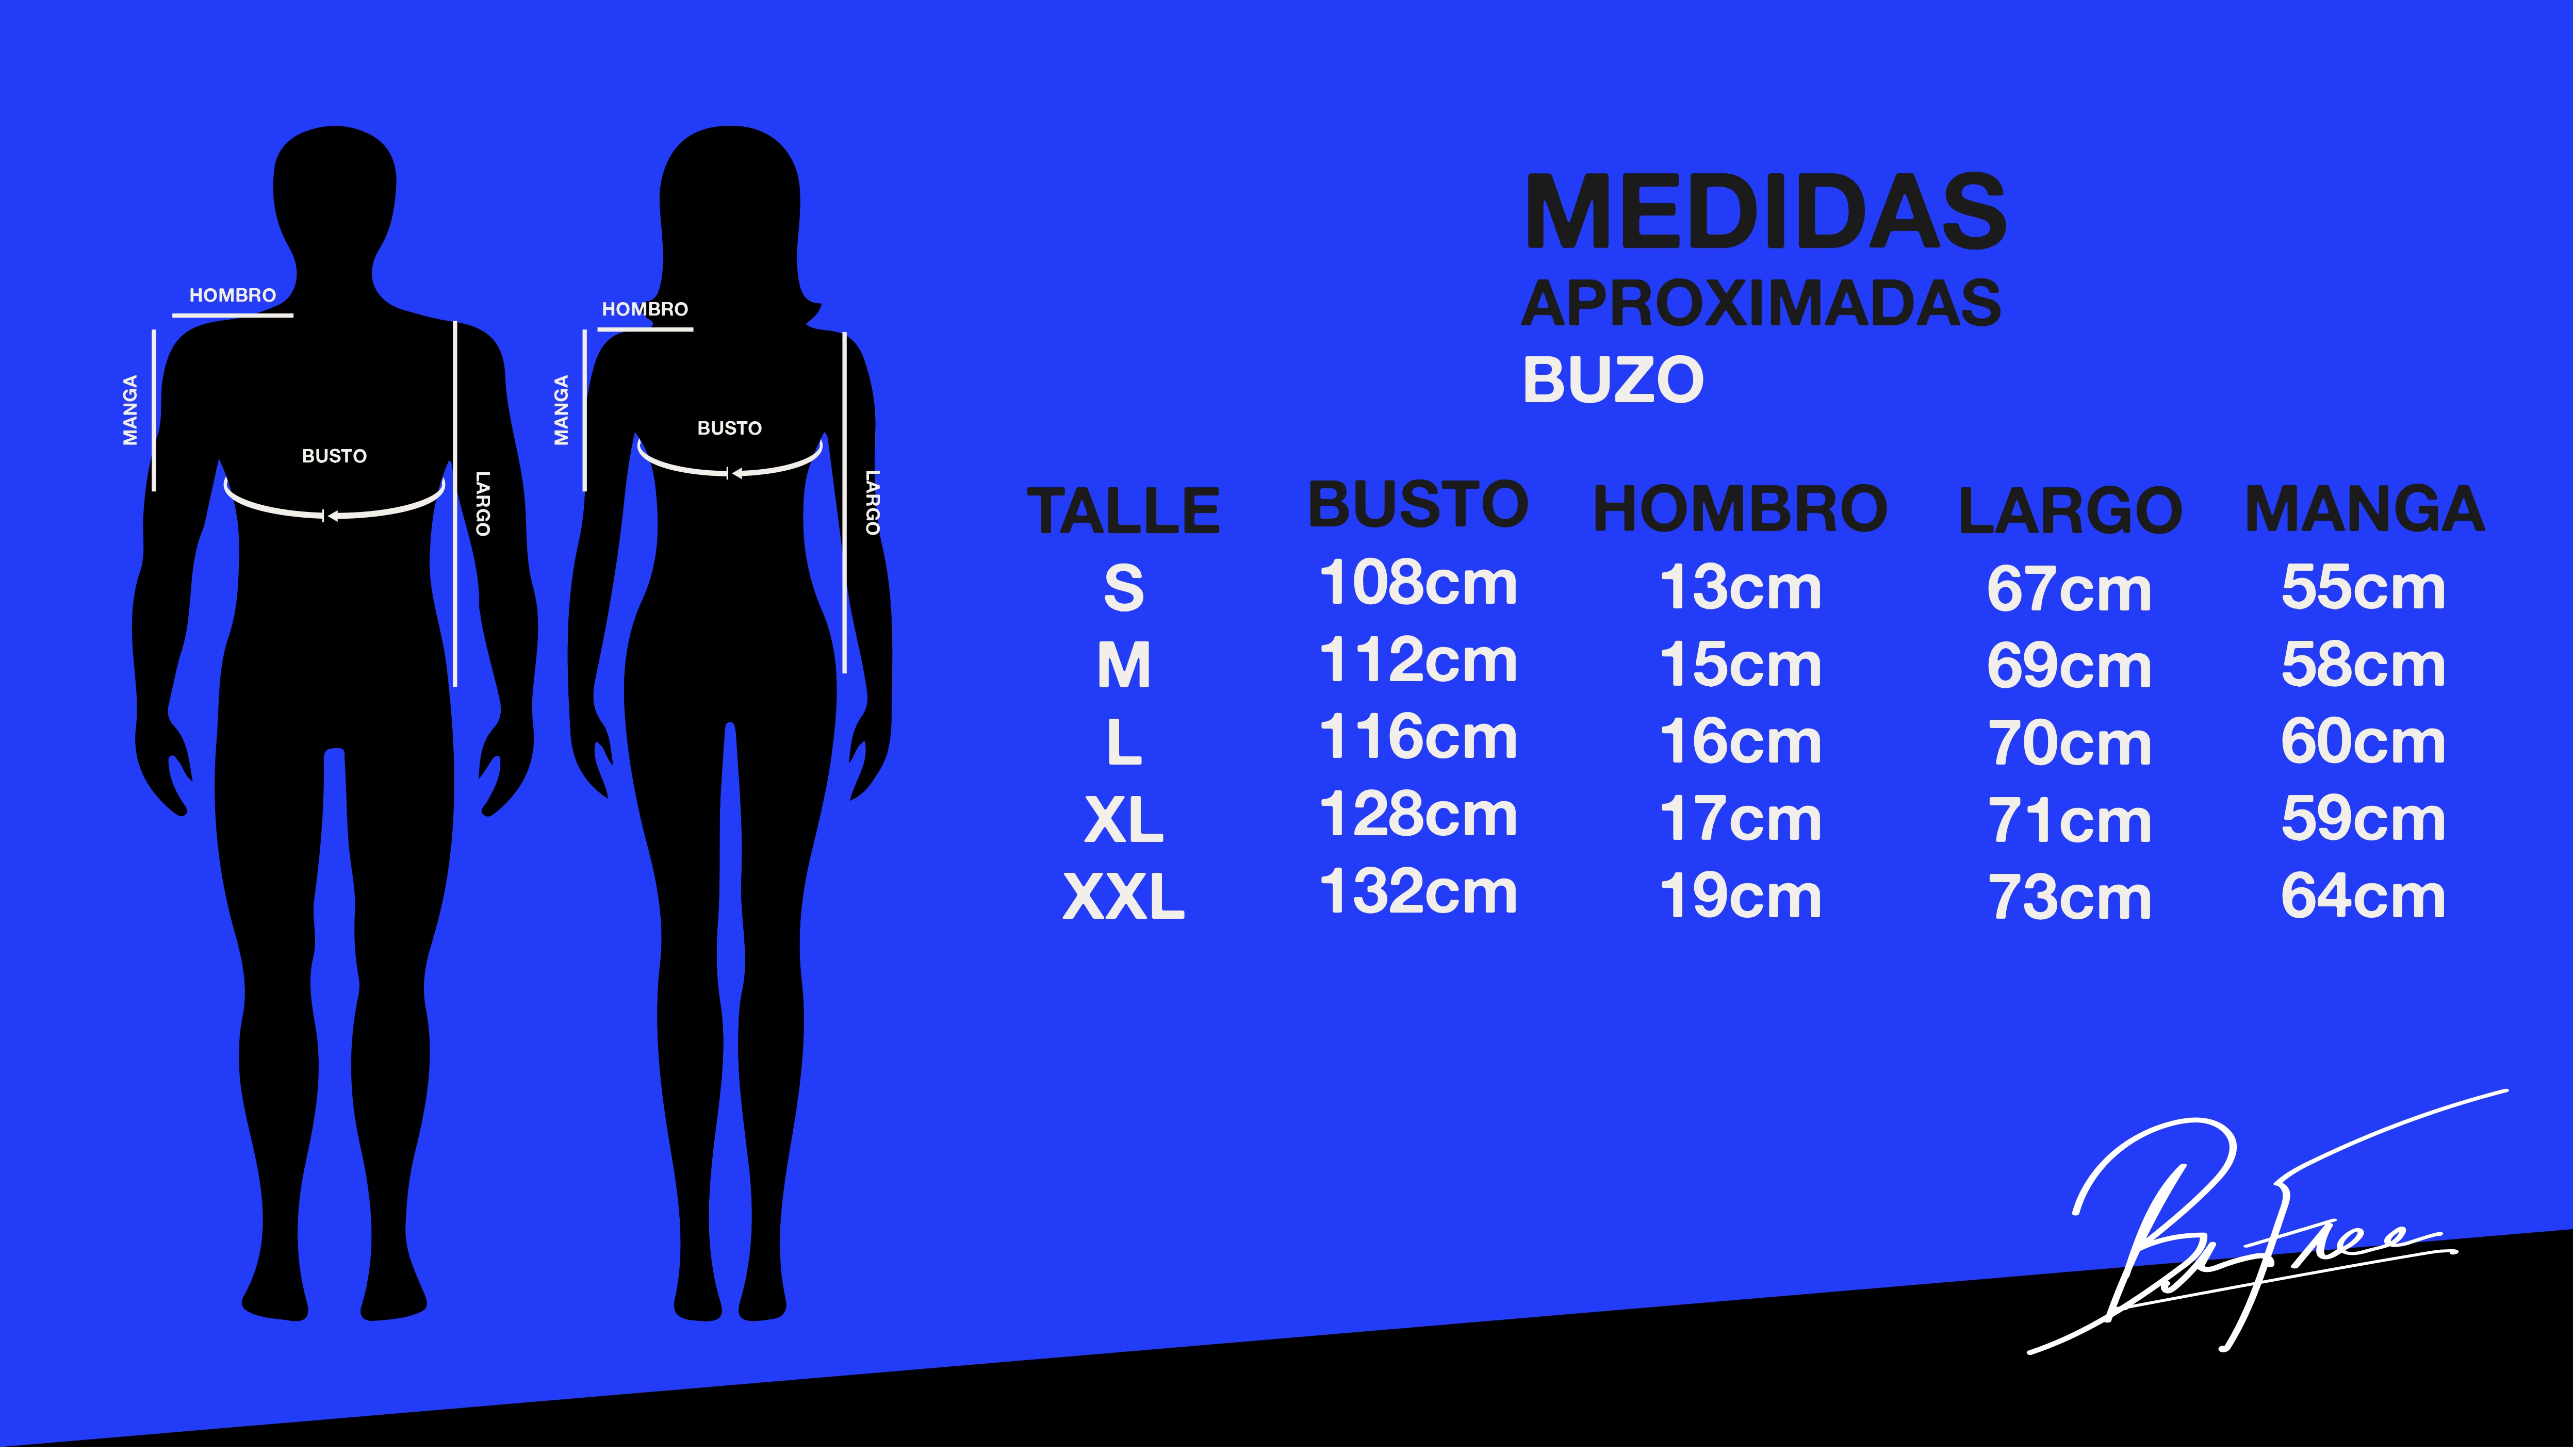 HOMBRO
MANGA
BUSTO
LARGO
HOMBRO
MANGA
BUSTO
LARGO
MEDIDAS
APROXIMADAS
BUZO
TALLE BUSTO HOMBRO LARGO MANGA
S 108cm 13cm 67cm 55cm
M 112cm 15cm 69cm 58cm
L 116cm 16cm 70cm 60cm
XL 128cm 17cm 71cm 59cm
XXL 132cm 19cm 73cm 64cm
Be Free